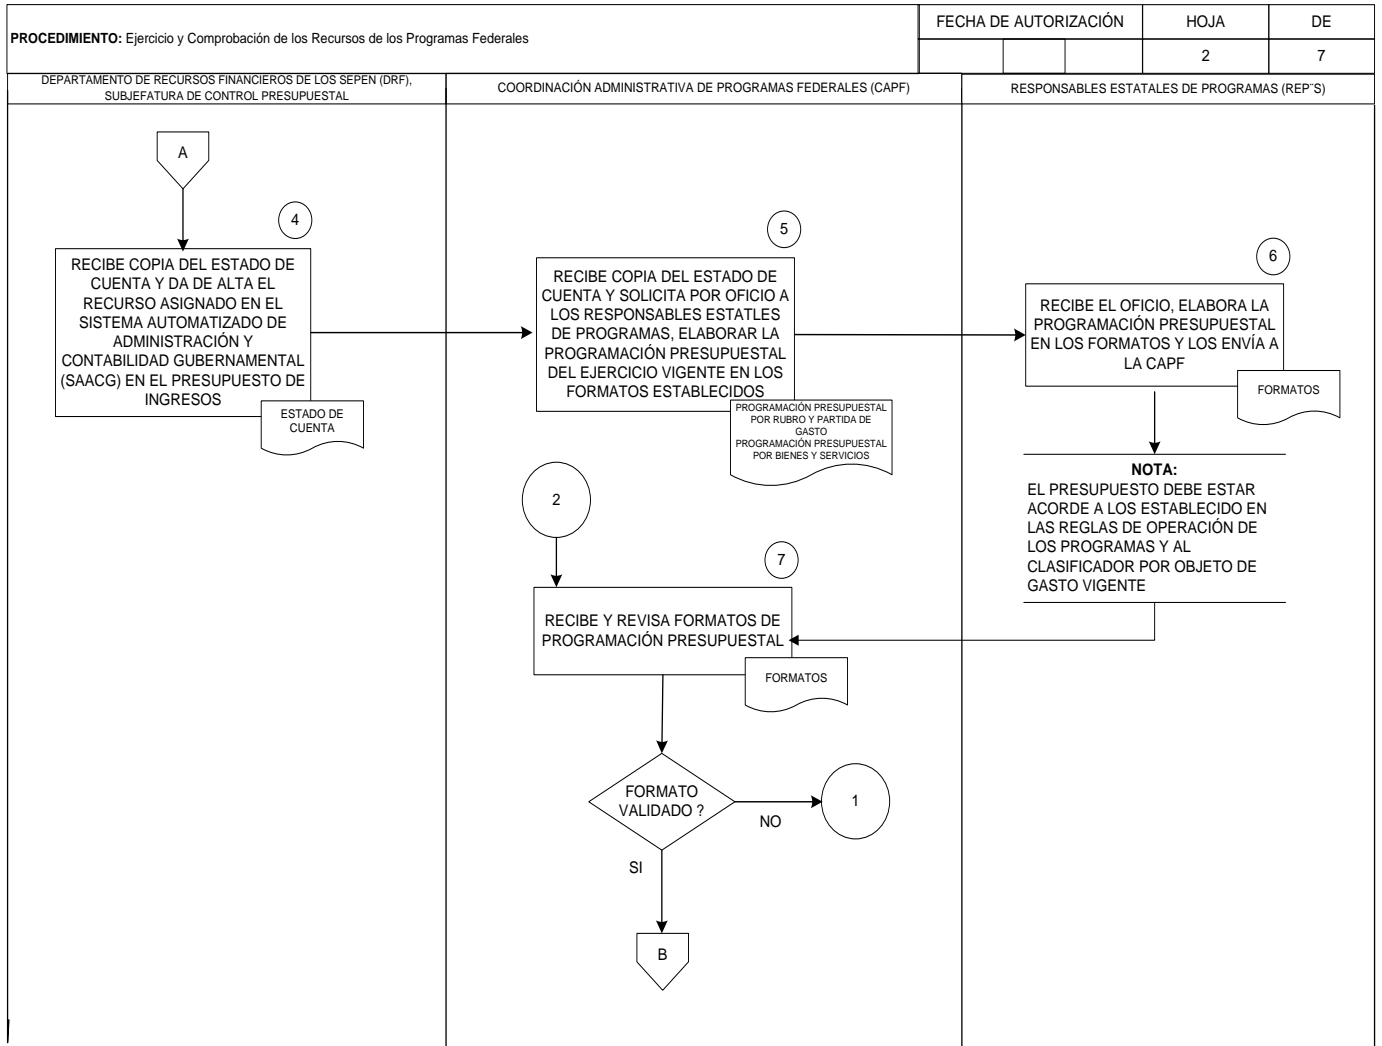 PROCEDIMIENTO: Ejercicio y Comprobación de los Recursos de los Programas Federales
FECHA DE AUTORIZACIÓN
HOJA
DE
2
7
DEPARTAMENTO DE RECURSOS FINANCIEROS DE LOS SEPEN (DRF),
SUBJEFATURA DE CONTROL PRESUPUESTAL
COORDINACIÓN ADMINISTRATIVA DE PROGRAMAS FEDERALES (CAPF)
RESPONSABLES ESTATALES DE PROGRAMAS (REP¨S)
A
4
RECIBE COPIA DEL ESTADO DE
CUENTA Y DA DE ALTA EL
RECURSO ASIGNADO EN EL
SISTEMA AUTOMATIZADO DE
ADMINISTRACIÓN Y
CONTABILIDAD GUBERNAMENTAL
(SAACG) EN EL PRESUPUESTO DE
INGRESOS
ESTADO DE
CUENTA
5
RECIBE COPIA DEL ESTADO DE
CUENTA Y SOLICITA POR OFICIO A
LOS RESPONSABLES ESTATLES
DE PROGRAMAS, ELABORAR LA
PROGRAMACIÓN PRESUPUESTAL
DEL EJERCICIO VIGENTE EN LOS
FORMATOS ESTABLECIDOS
PROGRAMACIÓN PRESUPUESTAL
POR RUBRO Y PARTIDA DE
GASTO
PROGRAMACIÓN PRESUPUESTAL
POR BIENES Y SERVICIOS
6
RECIBE EL OFICIO, ELABORA LA
PROGRAMACIÓN PRESUPUESTAL
EN LOS FORMATOS Y LOS ENVÍA A
LA CAPF
FORMATOS
NOTA:
EL PRESUPUESTO DEBE ESTAR
ACORDE A LOS ESTABLECIDO EN
LAS REGLAS DE OPERACIÓN DE
LOS PROGRAMAS Y AL
CLASIFICADOR POR OBJETO DE
GASTO VIGENTE
2
7
RECIBE Y REVISA FORMATOS DE
PROGRAMACIÓN PRESUPUESTAL
FORMATOS
FORMATO
VALIDADO ?
NO
1
SI
B